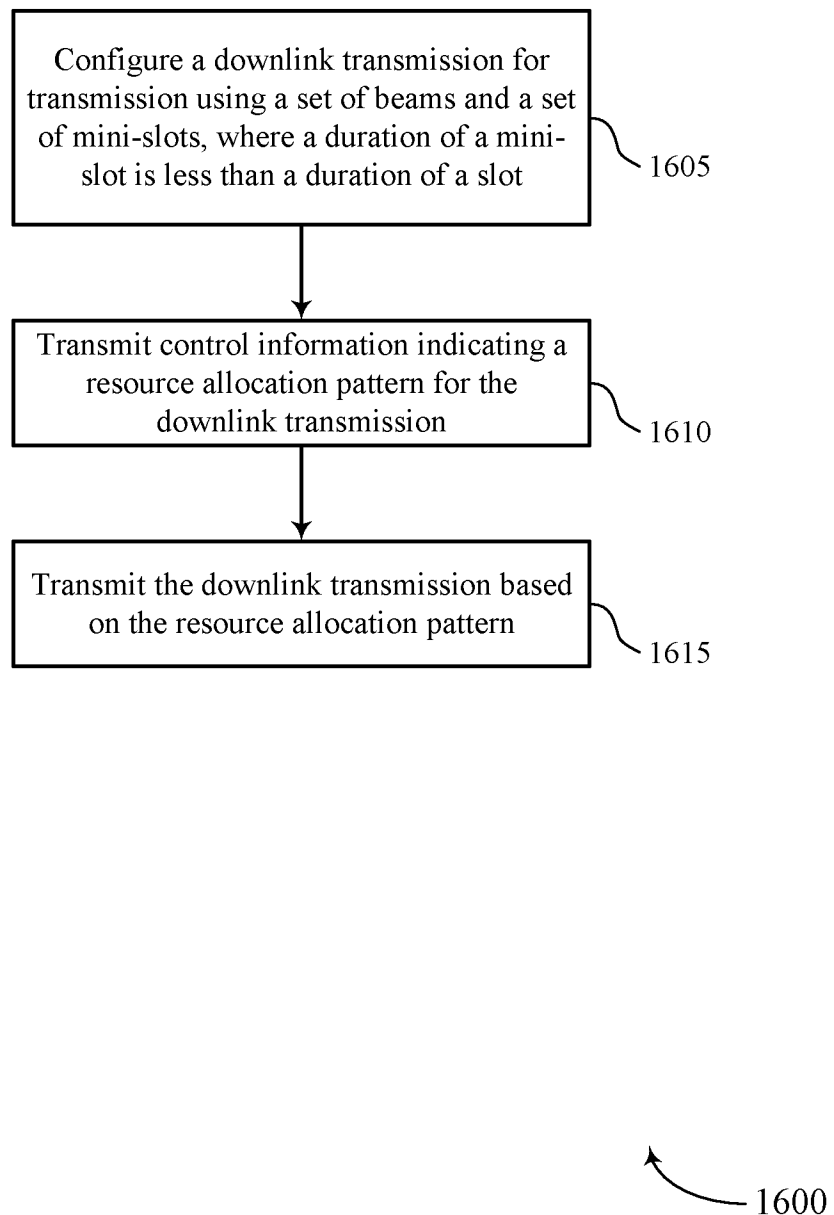 Configure a downlink transmission for
transmission using a set of beams and a set
of mini-slots, where a duration of a mini-
slot is less than a duration of a slot
1605
Transmit control information indicating a
resource allocation pattern for the
downlink transmission
1610
Transmit the downlink transmission based
on the resource allocation pattern
1615
1600